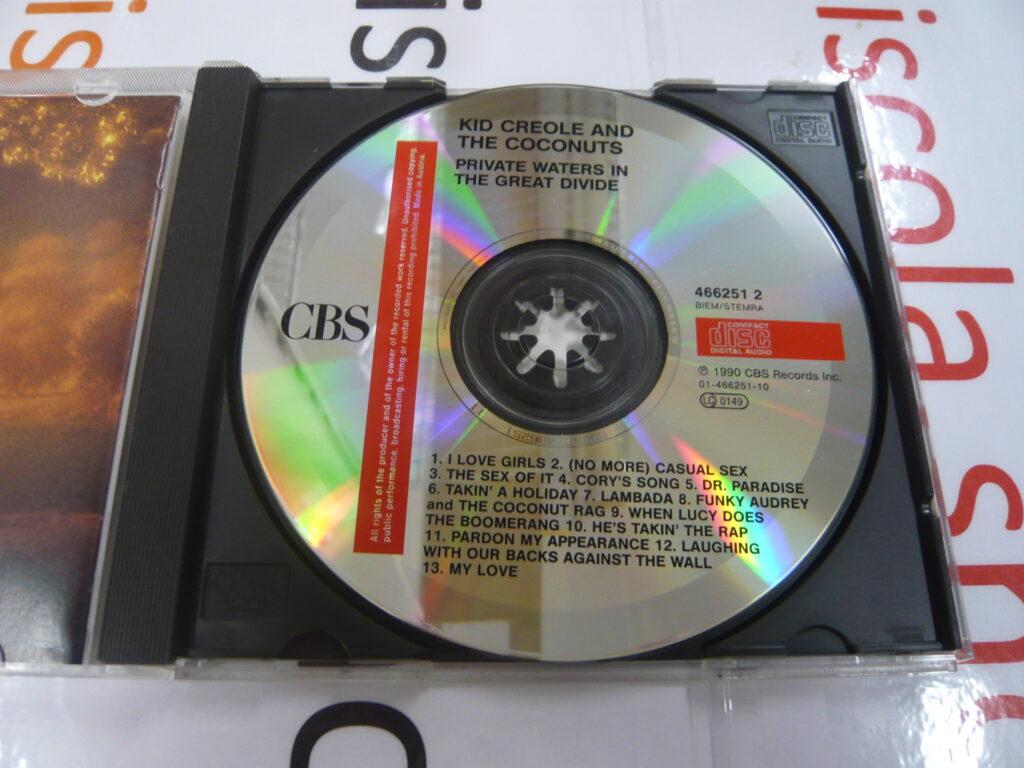 is
is
iscola.sh
KID CREOLE AND
THE COCONUTS
PRIVATE WATERS IN
THE GREAT DIVIDE
COMPACT
disc
DIGITAL AUDIO
All rights of the producer and of the owner of the recorded work reserved. Unauthorised copying,
public performance, broadcasting, hiring or rental of this recording prohibited. Made in Austria.
CBS
466251 2
BIEM/STEMRA
COMPACT
disc
DIGITAL AUDIO
℗ 1990 CBS Records Inc.
01-466251-10
LC 0149
1. I LOVE GIRLS 2. (NO MORE) CASUAL SEX
3. THE SEX OF IT 4. CORY'S SONG 5. DR. PARADISE
6. TAKIN' A HOLIDAY 7. LAMBADA 8. FUNKY AUDREY
and THE COCONUT RAG 9. WHEN LUCY DOES
THE BOOMERANG 10. HE'S TAKIN' THE RAP
11. PARDON MY APPEARANCE 12. LAUGHING
WITH OUR BACKS AGAINST THE WALL
13. MY LOVE